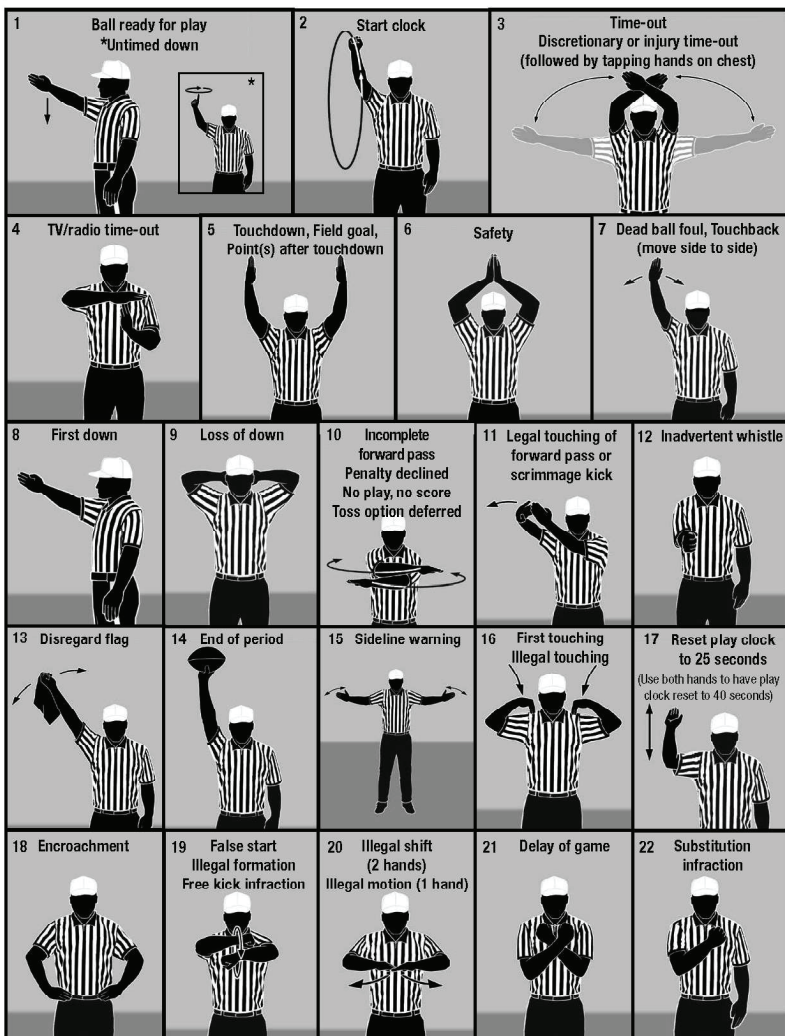 1
Ball ready for play
*Untimed down
*
2
Start clock
3
Time-out
Discretionary or injury time-out
(followed by tapping hands on chest)
4
TV/radio time-out
5
Touchdown, Field goal,
Point(s) after touchdown
6
Safety
7
Dead ball foul, Touchback
(move side to side)
8
First down
9
Loss of down
10
Incomplete
forward pass
Penalty declined
No play, no score
Toss option deferred
11
Legal touching of
forward pass or
scrimmage kick
12
Inadvertent whistle
13
Disregard flag
14
End of period
15
Sideline warning
16
First touching
Illegal touching
17
Reset play clock
to 25 seconds
(Use both hands to have play
clock reset to 40 seconds)
18
Encroachment
19
False start
Illegal formation
Free kick infraction
20
Illegal shift
(2 hands)
Illegal motion (1 hand)
21
Delay of game
22
Substitution
infraction